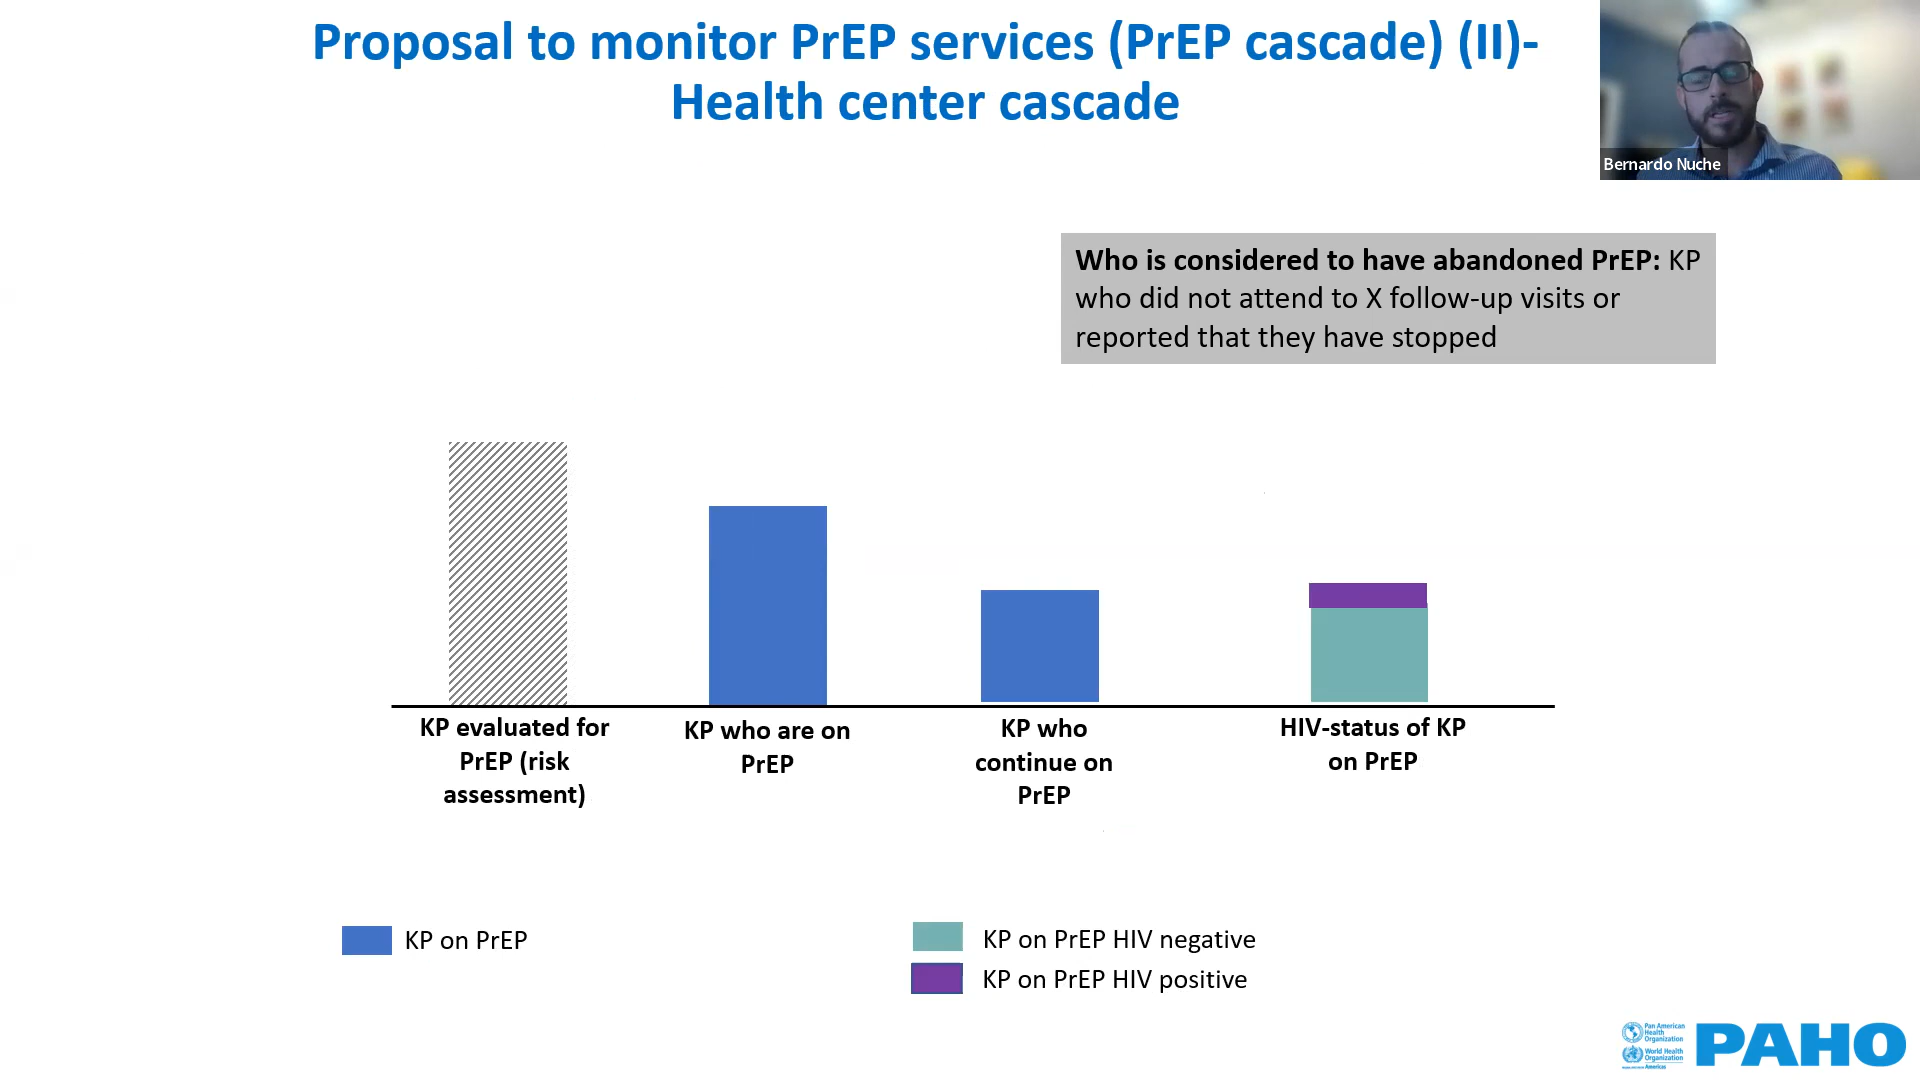 Proposal to monitor PrEP services (PrEP cascade) (II)-
Health center cascade
Bernardo Nuche
Who is considered to have abandoned PrEP: KP
who did not attend to X follow-up visits or
reported that they have stopped
KP evaluated for
PrEP (risk
assessment)
KP who are on
PrEP
KP who
continue on
PrEP
HIV-status of KP
on PrEP
KP on PrEP
KP on PrEP HIV negative
KP on PrEP HIV positive
Pan American
Health
Organization
World Health
Organization
Americas
PAHO